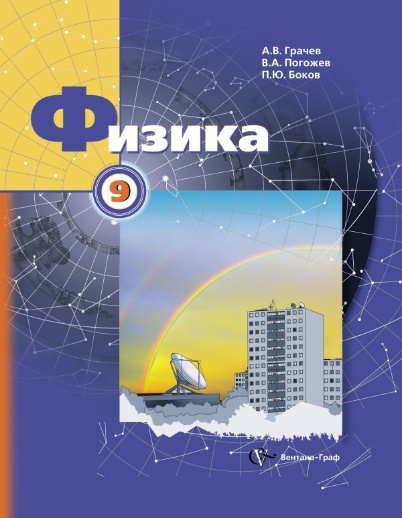 А.В. Грачев
В.А. Погожев
П.Ю. Боков
Физика
9
Вентана-Граф